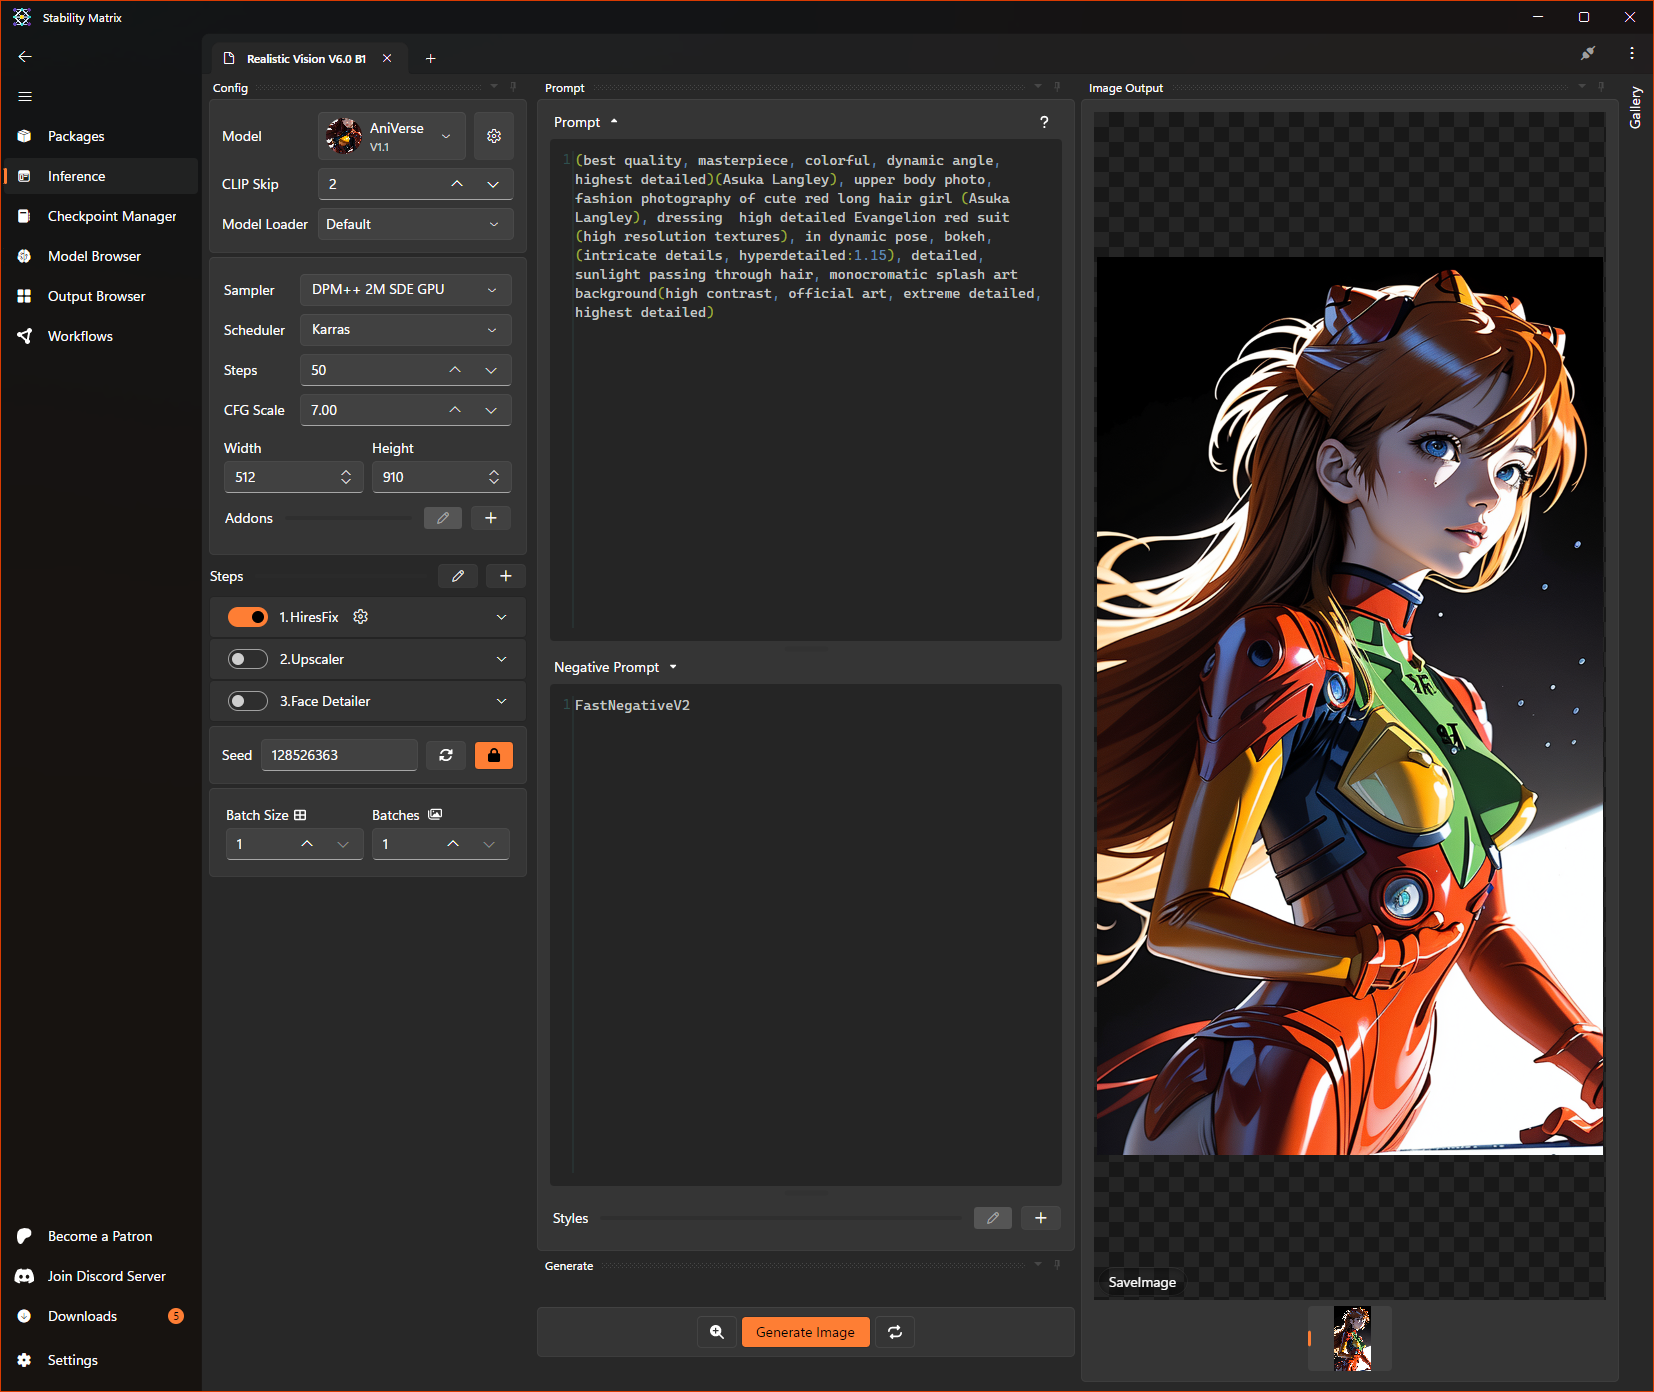 Stability Matrix
Packages
Inference
Checkpoint Manager
Model Browser
Output Browser
Workflows
Become a Patron
Join Discord Server
Downloads 5
Settings
Realistic Vision V6.0 B1
Config
Model
AniVerse
V1.1
CLIP Skip 2
Model Loader Default
Sampler DPM++ 2M SDE GPU
Scheduler Karras
Steps 50
CFG Scale 7.00
Width Height
512 910
Addons
Steps
1.HiresFix
2.Upscaler
3.Face Detailer
Seed 128526363
Batch Size Batches
1 1
Prompt
Prompt ?
1 (best quality, masterpiece, colorful, dynamic angle,
highest detailed)(Asuka Langley), upper body photo,
fashion photography of cute red long hair girl (Asuka
Langley), dressing  high detailed Evangelion red suit
(high resolution textures), in dynamic pose, bokeh,
(intricate details, hyperdetailed:1.15), detailed,
sunlight passing through hair, monocromatic splash art
background(high contrast, official art, extreme detailed,
highest detailed)
Negative Prompt
1 FastNegativeV2
Styles
Generate
Generate Image
Image Output
SaveImage
Gallery